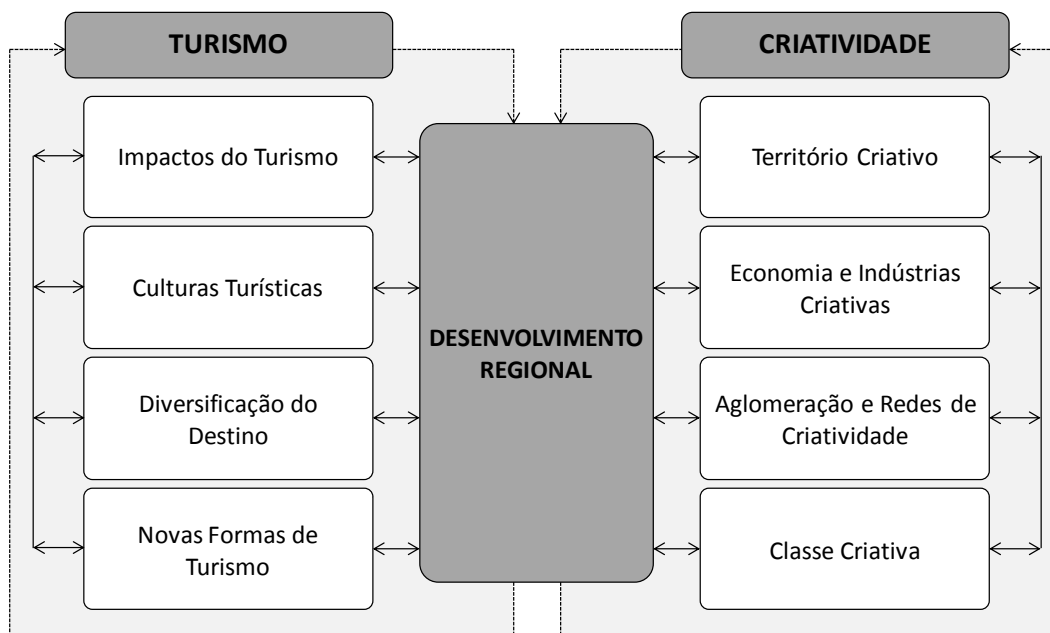 TURISMO
CRIATIVIDADE
Impactos do Turismo
Culturas Turísticas
Diversificação do
Destino
Novas Formas de
Turismo
DESENVOLVIMENTO
REGIONAL
Território Criativo
Economia e Indústrias
Criativas
Aglomeração e Redes de
Criatividade
Classe Criativa